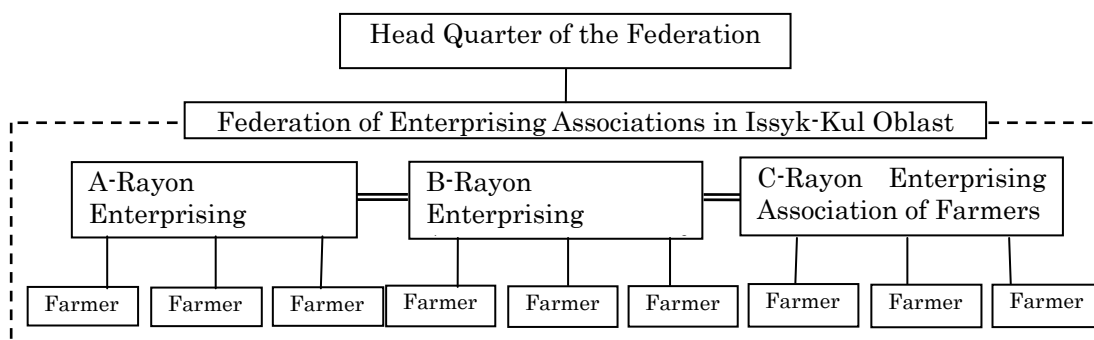 Head Quarter of the Federation
Federation of Enterprising Associations in Issyk-Kul Oblast
A-Rayon
Enterprising
B-Rayon
Enterprising
C-Rayon Enterprising
Association of Farmers
Farmer
Farmer
Farmer
Farmer
Farmer
Farmer
Farmer
Farmer
Farmer